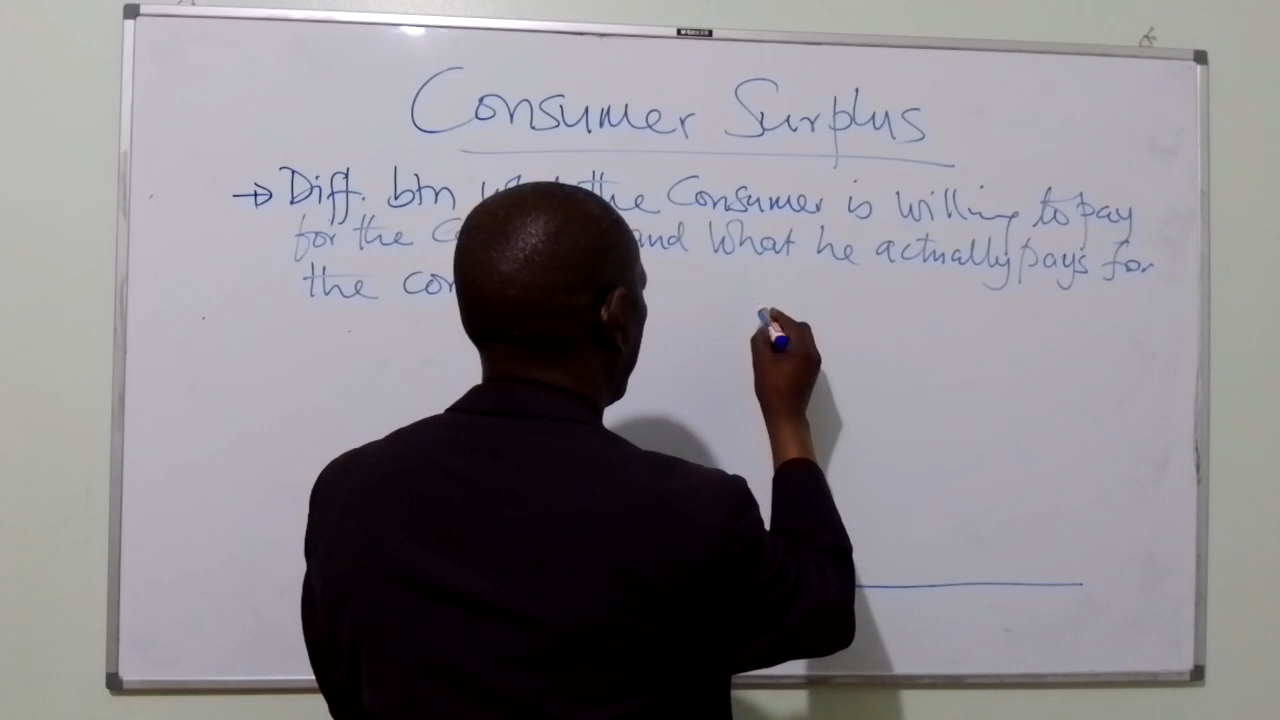 Consumer Surplus
Diff. btn the Consumer is willing to pay
for the and what he actually pays for
the